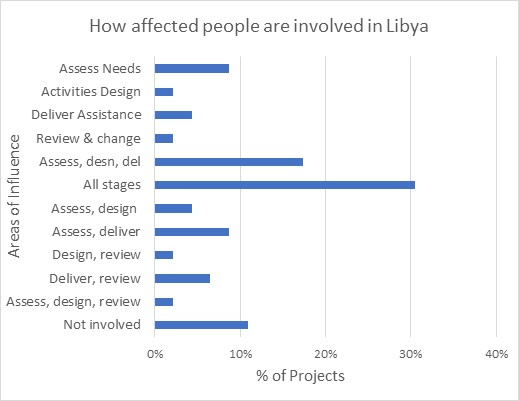 How affected people are involved in Libya
Areas of Influence
Assess Needs
Activities Design
Deliver Assistance
Review & change
Assess, desn, del
All stages
Assess, design
Assess, deliver
Design, review
Deliver, review
Assess, design, review
Not involved
0% 10% 20% 30% 40%
% of Projects